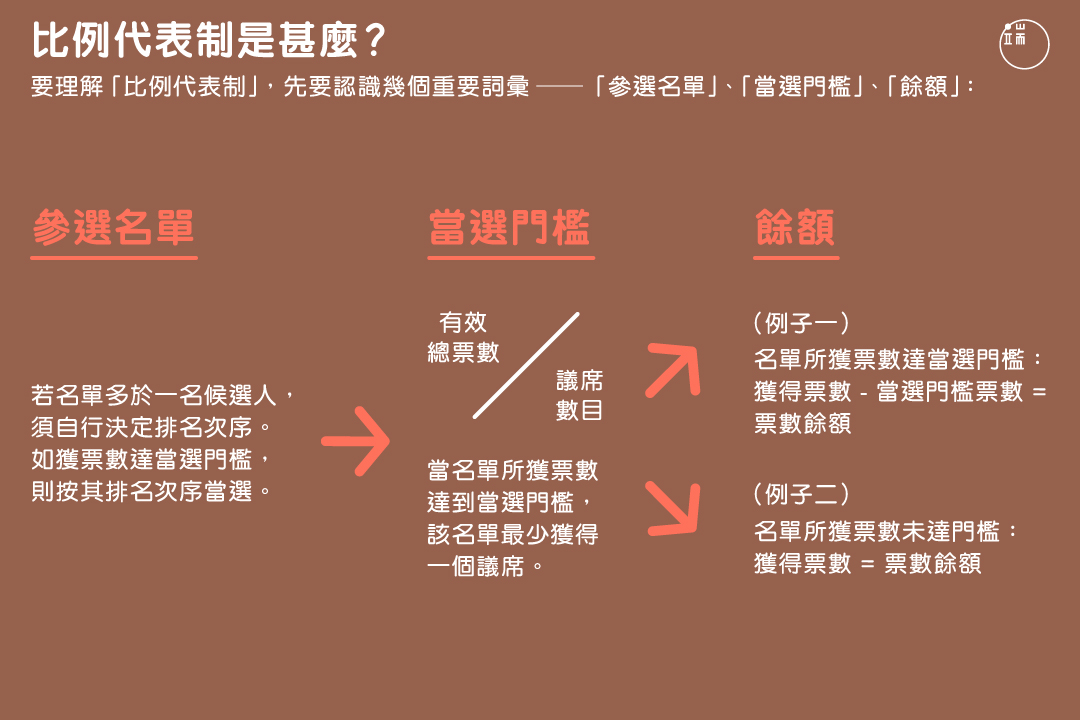 比例代表制是甚麼？
要理解「比例代表制」，先要認識幾個重要詞彙 ──「參選名單」、「當選門檻」、「餘額」：
參選名單
若名單多於一名候選人，
須自行決定排名次序。
如獲票數達當選門檻，
則按其排名次序當選。
當選門檻
有效
總票數
議席
數目
當名單所獲票數
達到當選門檻，
該名單最少獲得
一個議席。
餘額
（例子一）
名單所獲票數達當選門檻：
獲得票數 - 當選門檻票數 =
票數餘額
（例子二）
名單所獲票數未達門檻：
獲得票數 = 票數餘額